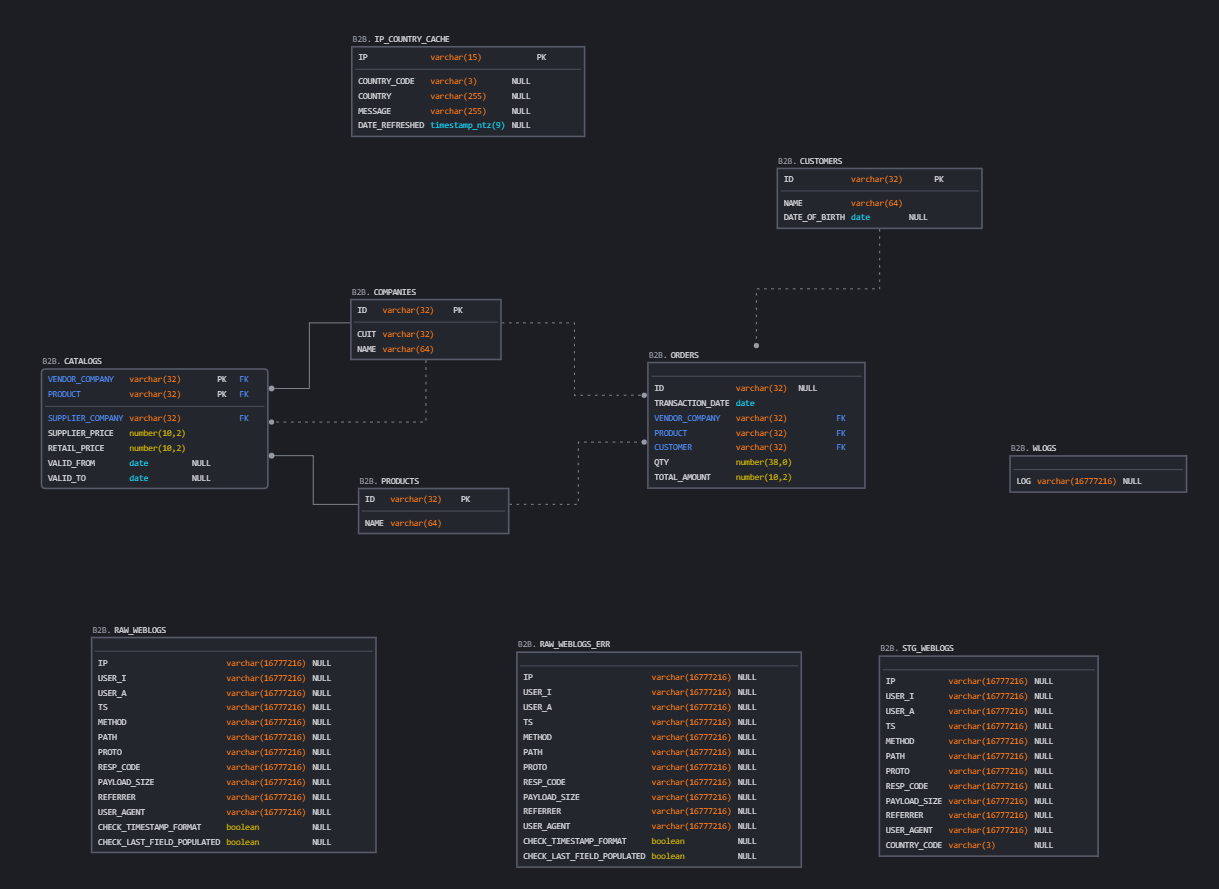 B2B. IP_COUNTRY_CACHE
IP varchar(15) PK
COUNTRY_CODE varchar(3) NULL
COUNTRY varchar(255) NULL
MESSAGE varchar(255) NULL
DATE_REFRESHED timestamp_ntz(9) NULL
B2B. CUSTOMERS
ID varchar(32) PK
NAME varchar(64)
DATE_OF_BIRTH date NULL
B2B. COMPANIES
ID varchar(32) PK
CUIT varchar(32)
NAME varchar(64)
B2B. CATALOGS
VENDOR_COMPANY varchar(32) PK FK
PRODUCT varchar(32) PK FK
SUPPLIER_COMPANY varchar(32) FK
SUPPLIER_PRICE number(10,2)
RETAIL_PRICE number(10,2)
VALID_FROM date NULL
VALID_TO date NULL
B2B. ORDERS
ID varchar(32) NULL
TRANSACTION_DATE date
VENDOR_COMPANY varchar(32) FK
PRODUCT varchar(32) FK
CUSTOMER varchar(32) FK
QTY number(38,0)
TOTAL_AMOUNT number(10,2)
B2B. WLOGS
LOG varchar(16777216) NULL
B2B. PRODUCTS
ID varchar(32) PK
NAME varchar(64)
B2B. RAW_WEBLOGS
IP varchar(16777216) NULL
USER_I varchar(16777216) NULL
USER_A varchar(16777216) NULL
TS varchar(16777216) NULL
METHOD varchar(16777216) NULL
PATH varchar(16777216) NULL
PROTO varchar(16777216) NULL
RESP_CODE varchar(16777216) NULL
PAYLOAD_SIZE varchar(16777216) NULL
REFERRER varchar(16777216) NULL
USER_AGENT varchar(16777216) NULL
CHECK_TIMESTAMP_FORMAT boolean NULL
CHECK_LAST_FIELD_POPULATED boolean NULL
B2B. RAW_WEBLOGS_ERR
IP varchar(16777216) NULL
USER_I varchar(16777216) NULL
USER_A varchar(16777216) NULL
TS varchar(16777216) NULL
METHOD varchar(16777216) NULL
PATH varchar(16777216) NULL
PROTO varchar(16777216) NULL
RESP_CODE varchar(16777216) NULL
PAYLOAD_SIZE varchar(16777216) NULL
REFERRER varchar(16777216) NULL
USER_AGENT varchar(16777216) NULL
CHECK_TIMESTAMP_FORMAT boolean NULL
CHECK_LAST_FIELD_POPULATED boolean NULL
B2B. STG_WEBLOGS
IP varchar(16777216) NULL
USER_I varchar(16777216) NULL
USER_A varchar(16777216) NULL
TS varchar(16777216) NULL
METHOD varchar(16777216) NULL
PATH varchar(16777216) NULL
PROTO varchar(16777216) NULL
RESP_CODE varchar(16777216) NULL
PAYLOAD_SIZE varchar(16777216) NULL
REFERRER varchar(16777216) NULL
USER_AGENT varchar(16777216) NULL
COUNTRY_CODE varchar(3) NULL